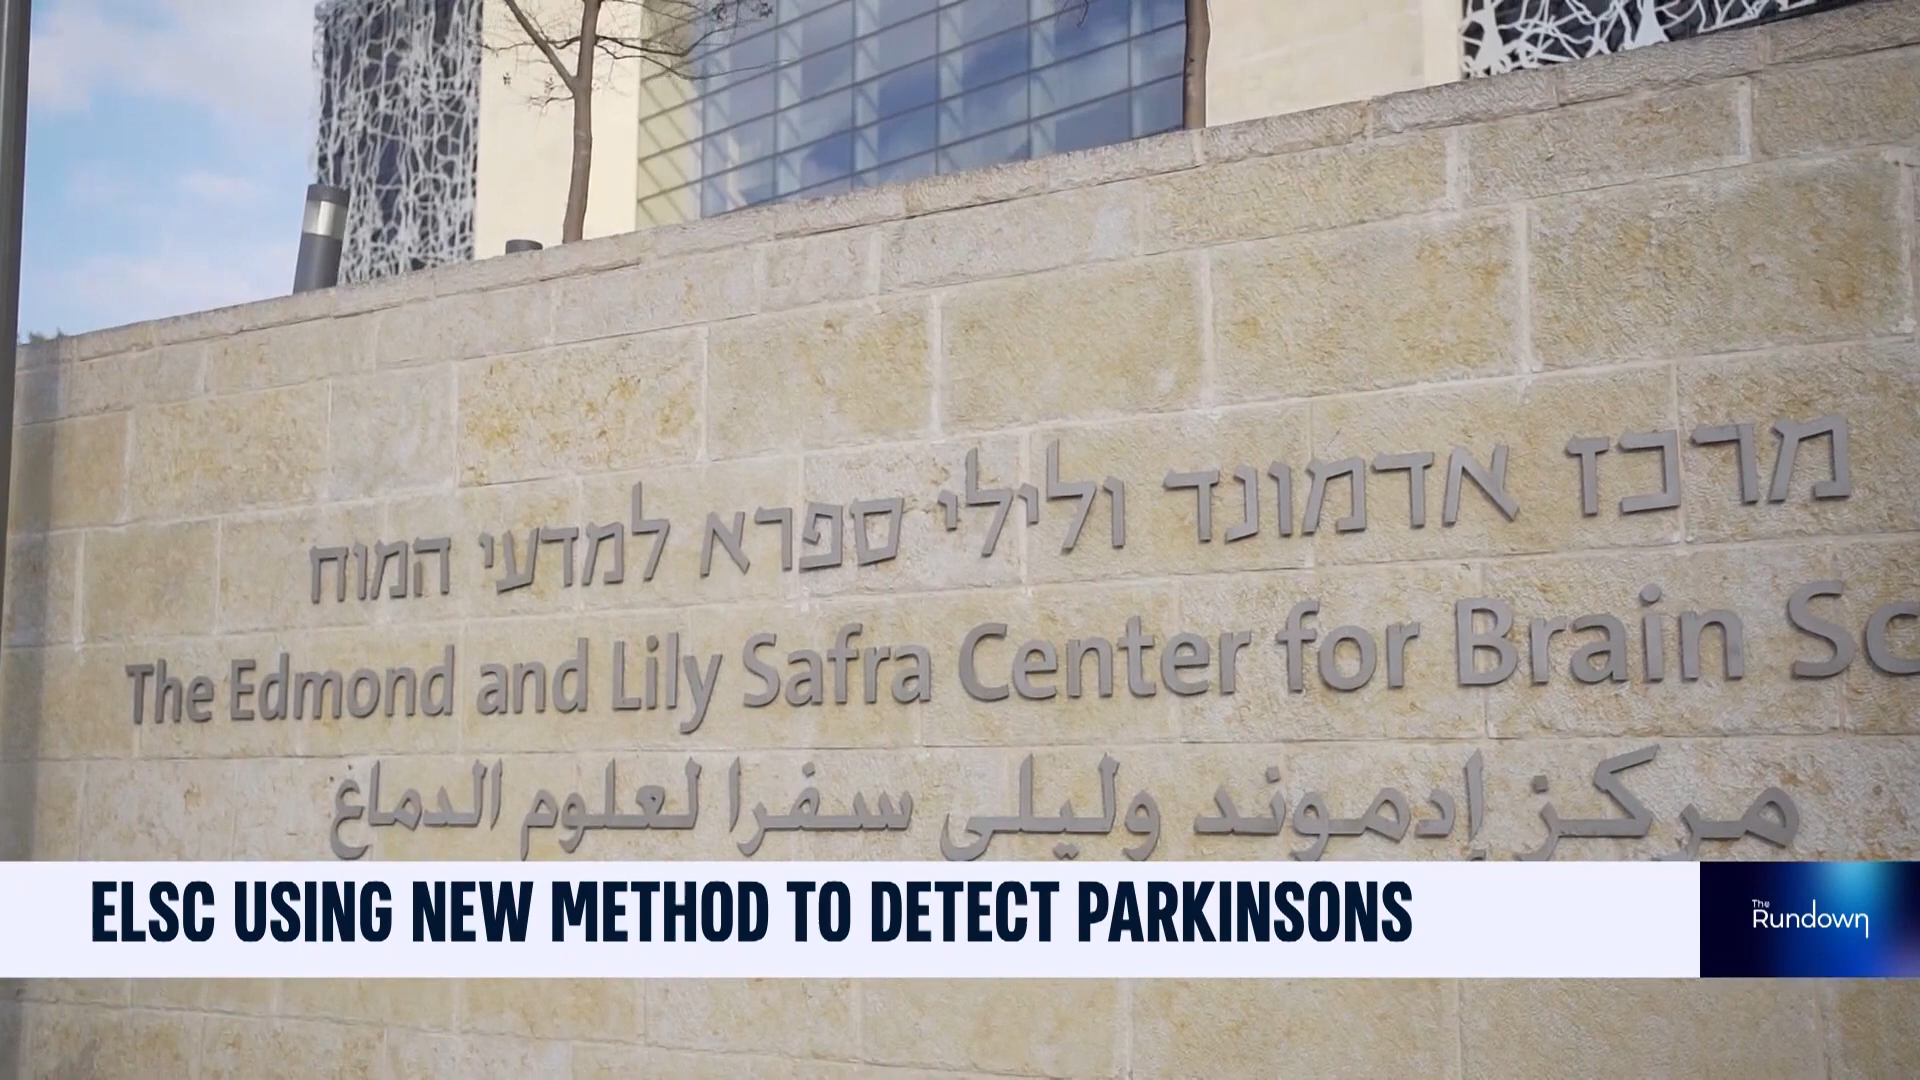 מרכז אדמונד ולילי ספרא למדעי המוח
The Edmond and Lily Safra Center for Brain Sc
مركز إدموند وليلى سفرا لعلوم الدماغ
ELSC USING NEW METHOD TO DETECT PARKINSONS
The
Rundown